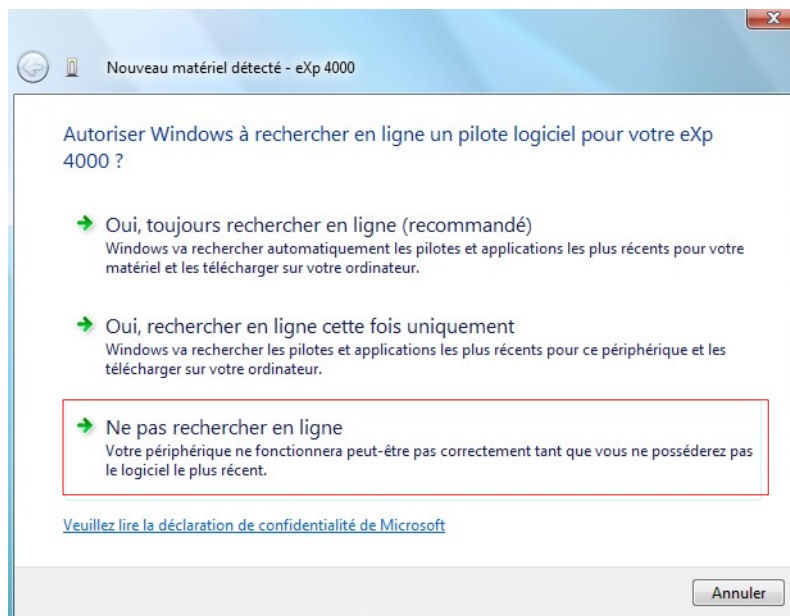 Nouveau matériel détecté - eXp 4000
Autoriser Windows à rechercher en ligne un pilote logiciel pour votre eXp
4000 ?
Oui, toujours rechercher en ligne (recommandé)
Windows va rechercher automatiquement les pilotes et applications les plus récents pour votre
matériel et les télécharger sur votre ordinateur.
Oui, rechercher en ligne cette fois uniquement
Windows va rechercher les pilotes et applications les plus récents pour ce périphérique et les
télécharger sur votre ordinateur.
Ne pas rechercher en ligne
Votre périphérique ne fonctionnera peut-être pas correctement tant que vous ne posséderez pas
le logiciel le plus récent.
Veuillez lire la déclaration de confidentialité de Microsoft
Annuler